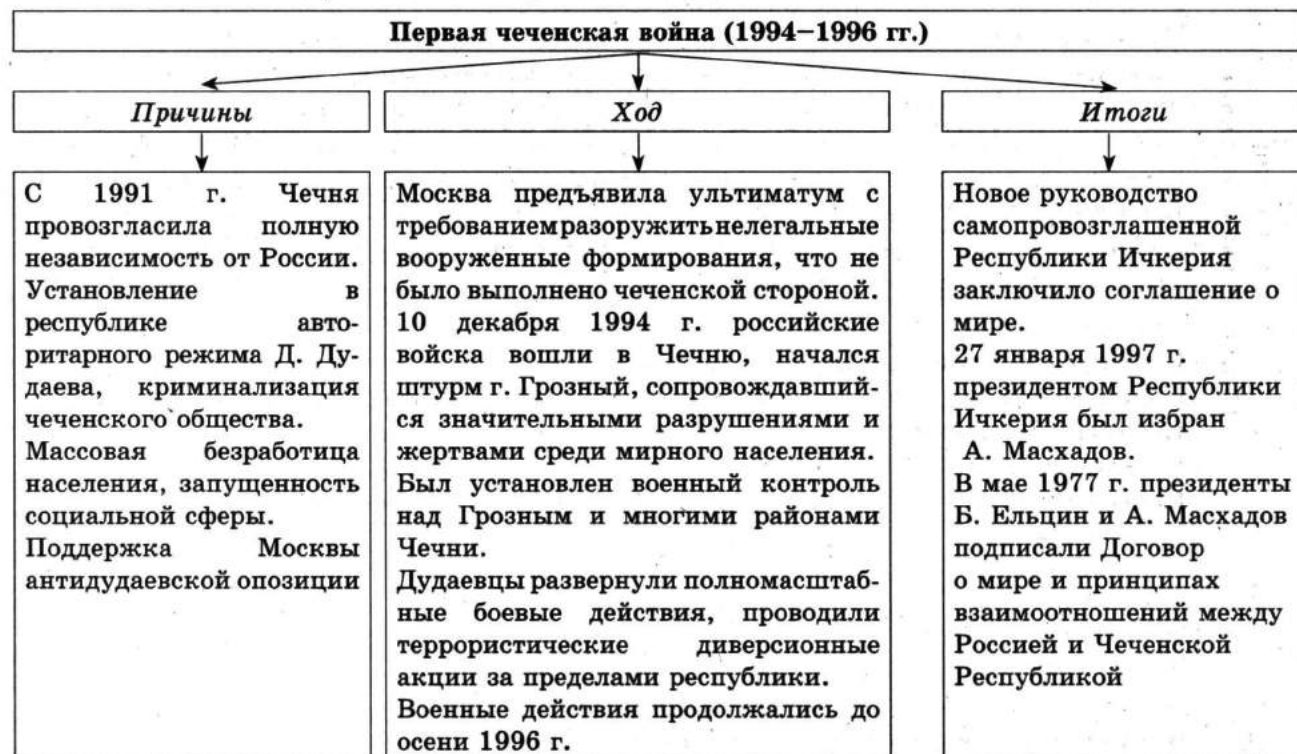 Первая чеченская война (1994—1996 гг.)
Причины
С 1991 г. Чечня
провозгласила полную
независимость от России.
Установление в
республике авто-
ритарного режима Д. Ду-
даева, криминализация
чеченского общества.
Массовая безработица
населения, запущенность
социальной сферы.
Поддержка Москвы
антидудаевской оппозиции
Ход
Москва предъявила ультиматум с
требованием разоружить нелегальные
вооруженные формирования, что не
было выполнено чеченской стороной.
10 декабря 1994 г. российские
войска вошли в Чечню, начался
штурм г. Грозный, сопровождавший-
ся значительными разрушениями и
жертвами среди мирного населения.
Был установлен военный контроль
над Грозным и многими районами
Чечни.
Дудаевцы развернули полномасштаб-
ные боевые действия, проводили
террористические диверсионные
акции за пределами республики.
Военные действия продолжались до
осени 1996 г.
Итоги
Новое руководство
самопровозглашенной
Республики Ичкерия
заключило соглашение о
мире.
27 января 1997 г.
президентом Республики
Ичкерия был избран
А. Масхадов.
В мае 1977 г. президенты
Б. Ельцин и А. Масхадов
подписали Договор
о мире и принципах
взаимоотношений между
Россией и Чеченской
Республикой